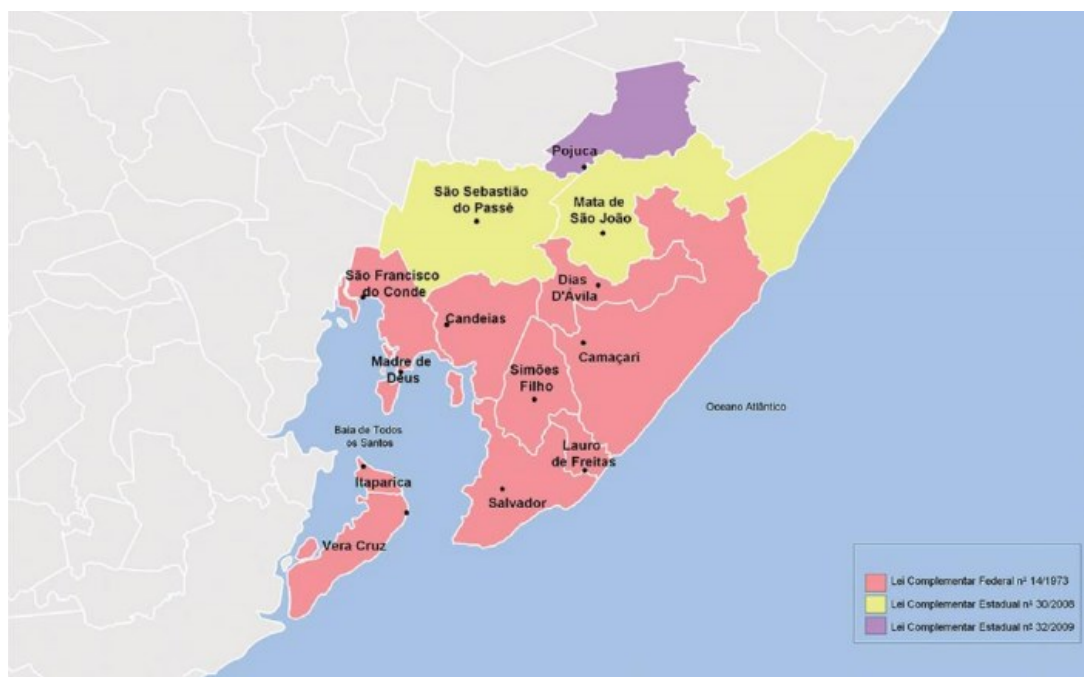 Pojuca
São Sebastião
do Passé
Mata de
São João
São Francisco
do Conde
Dias
D'Ávila
Candeias
Camaçari
Madre de
Deus
Simões
Filho
Oceano Atlântico
Baía de Todos
os Santos
Lauro
de Freitas
Itaparica
Salvador
Vera Cruz
Lei Complementar Federal nº 14/1973
Lei Complementar Estadual nº 30/2008
Lei Complementar Estadual nº 32/2009